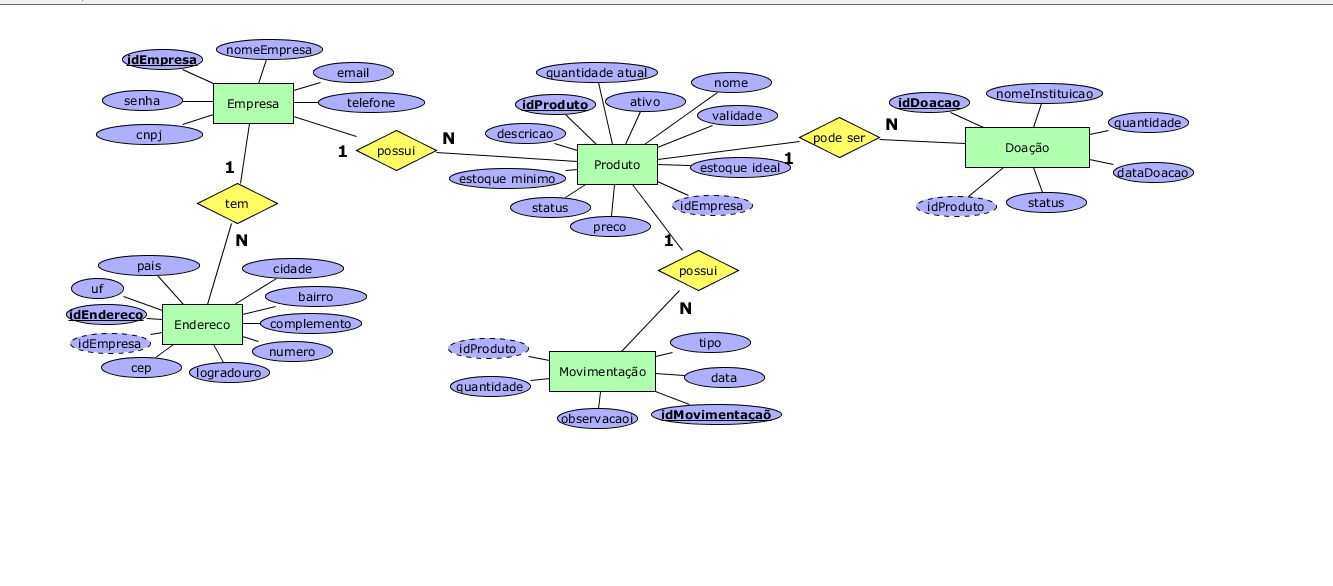 idEmpresa
nomeEmpresa
email
telefone
senha
cnpj
Empresa
1
possui
N
1
tem
N
pais
cidade
uf
bairro
idEndereco
Endereco
complemento
idEmpresa
numero
cep
logradouro
quantidade atual
nome
idProduto
ativo
validade
descricao
Produto
estoque ideal
estoque minimo
idEmpresa
status
preco
1
pode ser
N
idDoacao
nomeInstituicao
quantidade
Doação
dataDoacao
idProduto
status
1
possui
N
idProduto
tipo
Movimentação
quantidade
data
observacaoi
idMovimentaçaõ